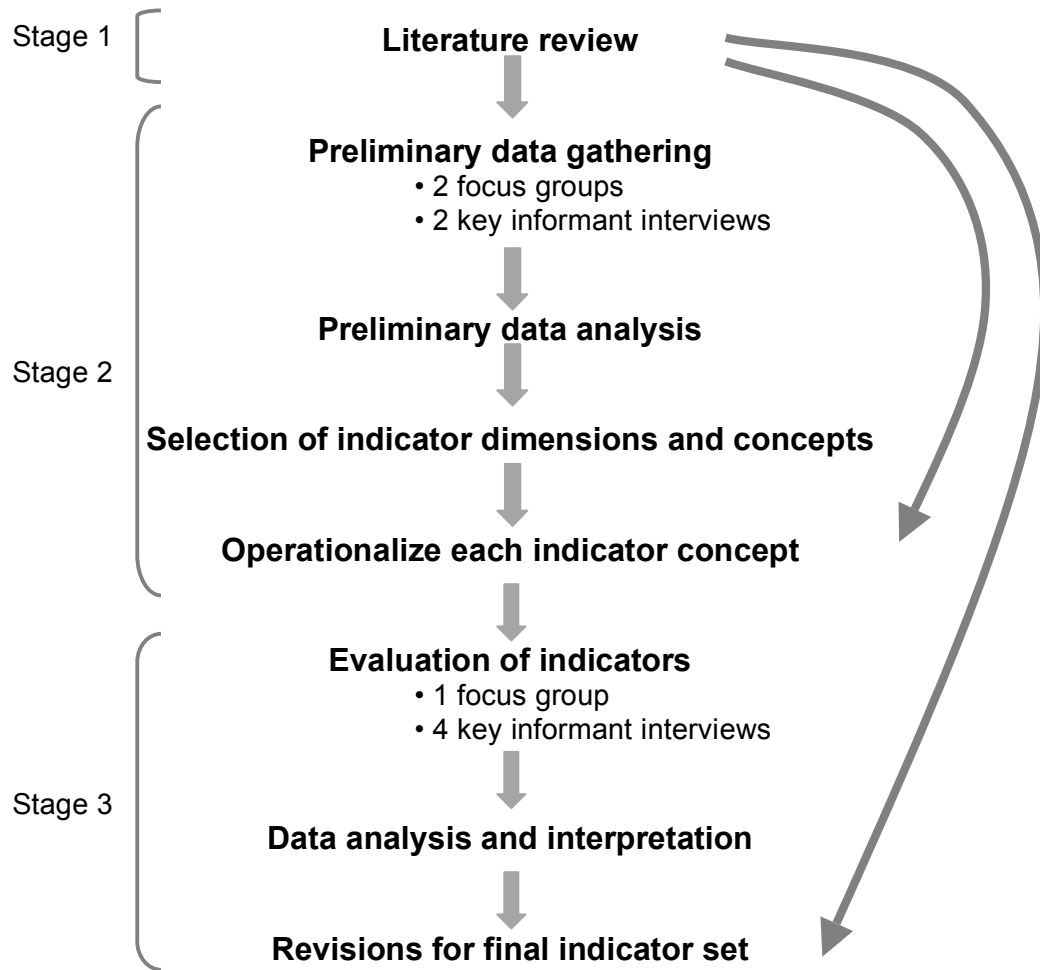 Stage 1
Literature review
Preliminary data gathering
• 2 focus groups
• 2 key informant interviews
Preliminary data analysis
Stage 2
Selection of indicator dimensions and concepts
Operationalize each indicator concept
Evaluation of indicators
• 1 focus group
• 4 key informant interviews
Stage 3
Data analysis and interpretation
Revisions for final indicator set